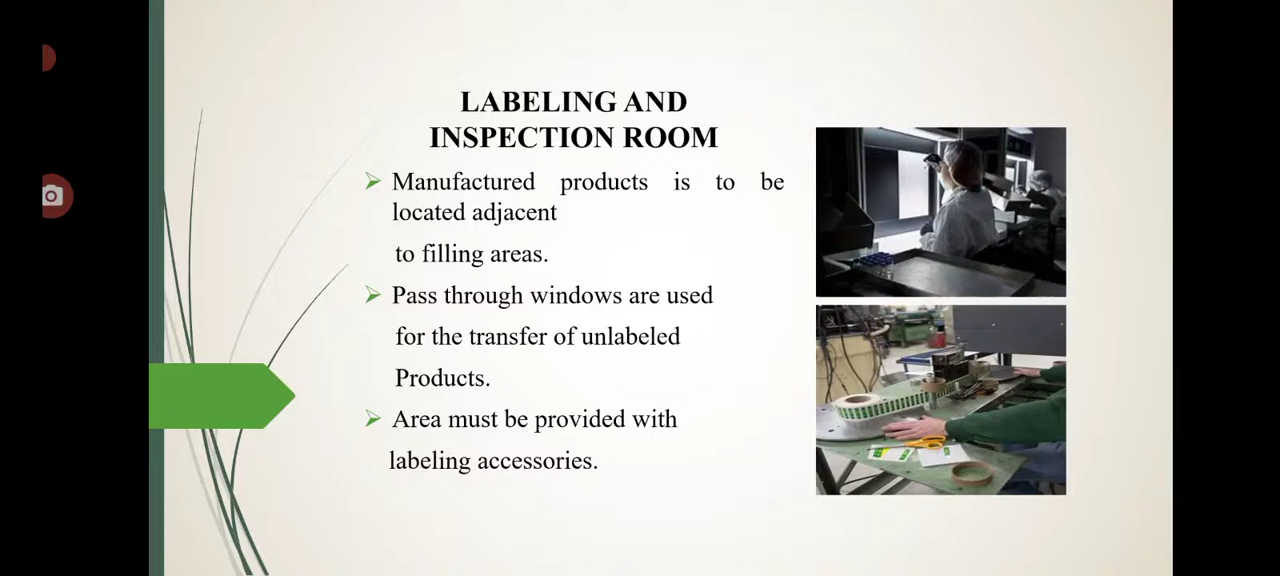 LABELING AND
INSPECTION ROOM
Manufactured products is to be
located adjacent
to filling areas.
Pass through windows are used
for the transfer of unlabeled
Products.
Area must be provided with
labeling accessories.